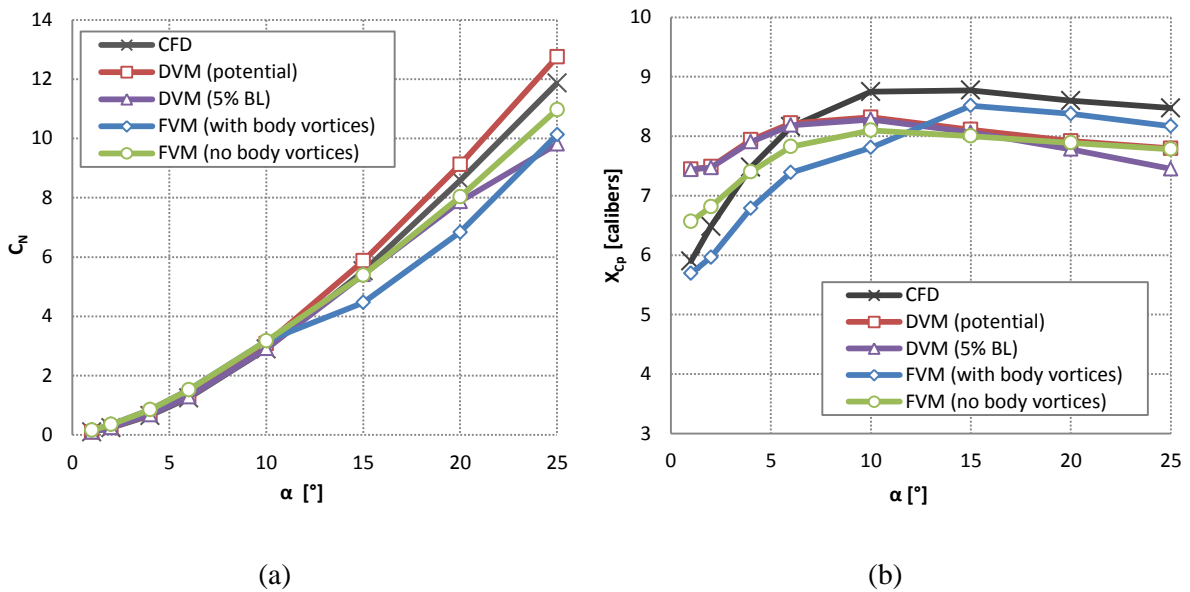 14
12
10
8
6
4
2
0
0 5 10 15 20 25
C_N
α [°]
CFD
DVM (potential)
DVM (5% BL)
FVM (with body vortices)
FVM (no body vortices)
(a)
10
9
8
7
6
5
4
3
0 5 10 15 20 25
X_cp [calibers]
α [°]
CFD
DVM (potential)
DVM (5% BL)
FVM (with body vortices)
FVM (no body vortices)
(b)